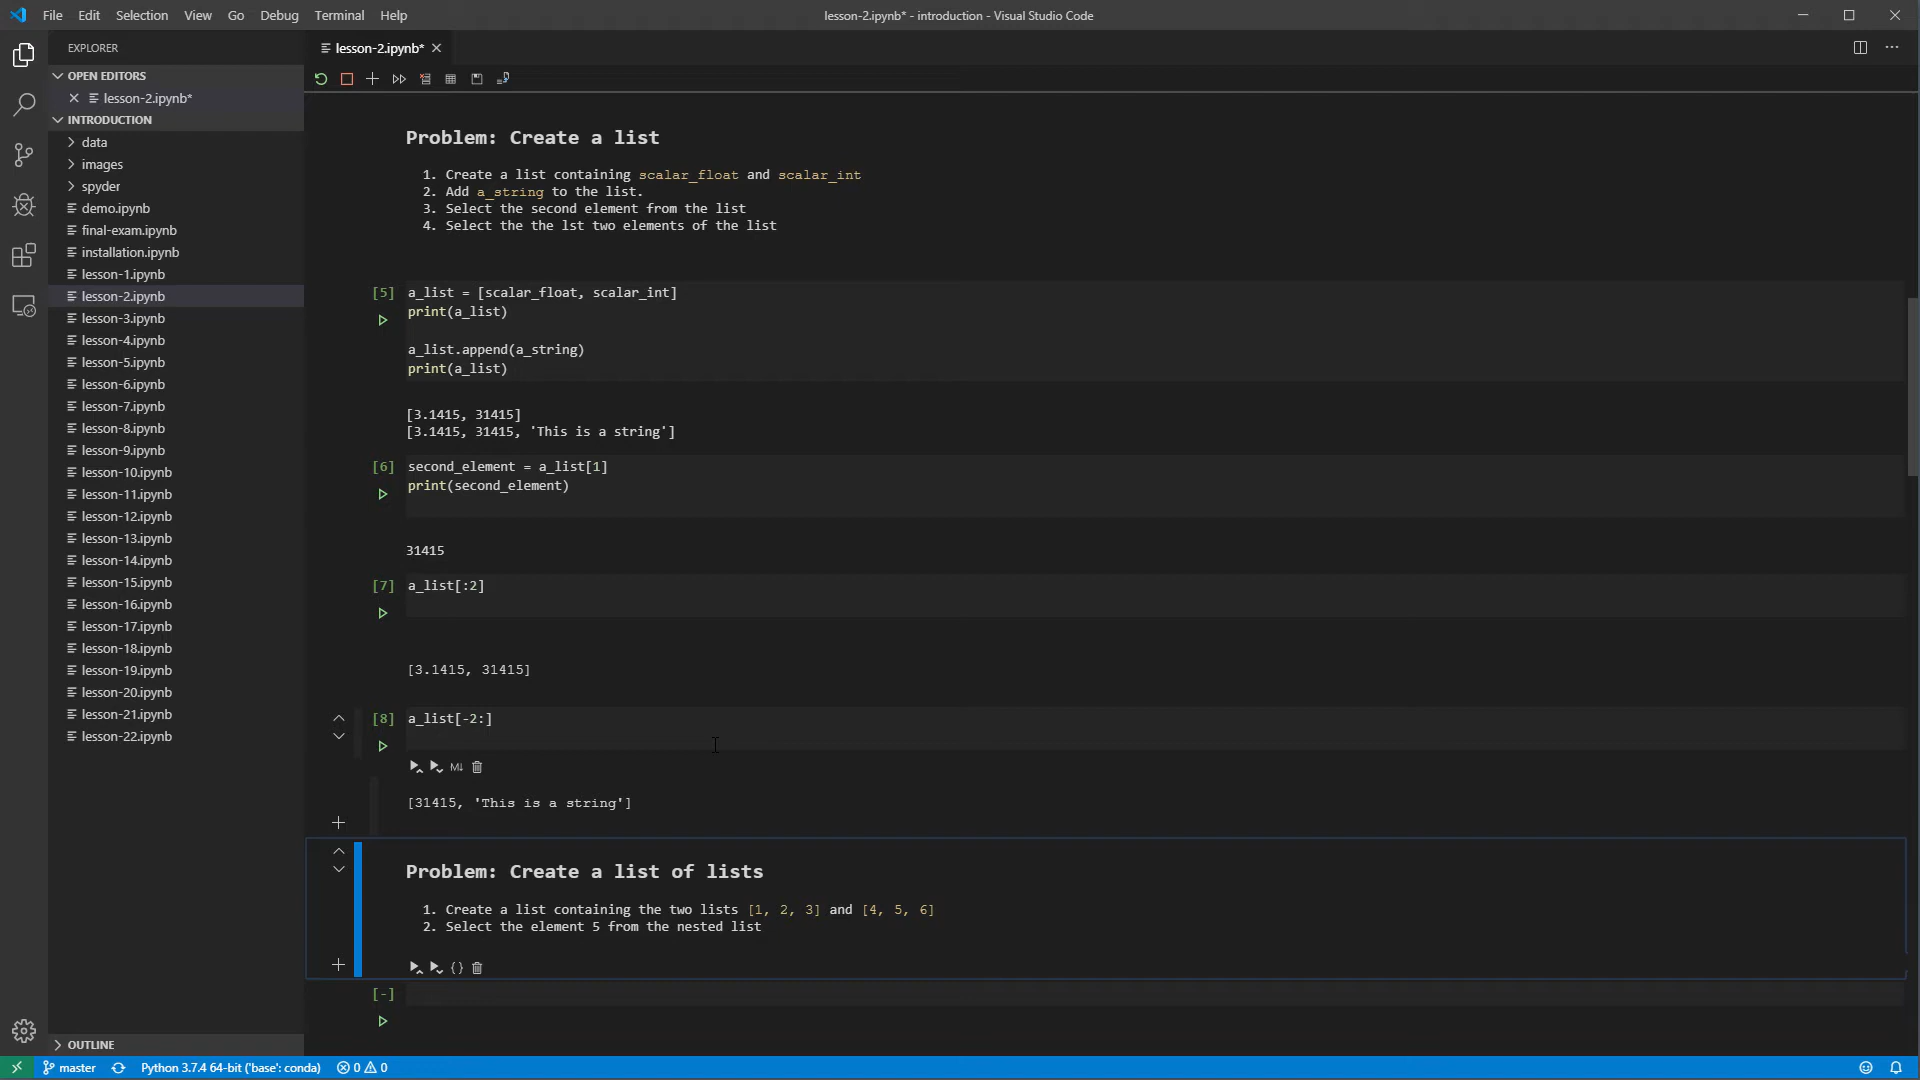 File Edit Selection View Go Debug Terminal Help
lesson-2.ipynb* - introduction - Visual Studio Code
EXPLORER
OPEN EDITORS
lesson-2.ipynb*
INTRODUCTION
data
images
spyder
demo.ipynb
final-exam.ipynb
installation.ipynb
lesson-1.ipynb
lesson-2.ipynb
lesson-3.ipynb
lesson-4.ipynb
lesson-5.ipynb
lesson-6.ipynb
lesson-7.ipynb
lesson-8.ipynb
lesson-9.ipynb
lesson-10.ipynb
lesson-11.ipynb
lesson-12.ipynb
lesson-13.ipynb
lesson-14.ipynb
lesson-15.ipynb
lesson-16.ipynb
lesson-17.ipynb
lesson-18.ipynb
lesson-19.ipynb
lesson-20.ipynb
lesson-21.ipynb
lesson-22.ipynb
OUTLINE
lesson-2.ipynb*
Problem: Create a list
1. Create a list containing scalar_float and scalar_int
2. Add a_string to the list.
3. Select the second element from the list
4. Select the the lst two elements of the list
[5] a_list = [scalar_float, scalar_int]
print(a_list)
a_list.append(a_string)
print(a_list)
[3.1415, 31415]
[3.1415, 31415, 'This is a string']
[6] second_element = a_list[1]
print(second_element)
31415
[7] a_list[:2]
[3.1415, 31415]
[8] a_list[-2:]
M↓
[31415, 'This is a string']
Problem: Create a list of lists
1. Create a list containing the two lists [1, 2, 3] and [4, 5, 6]
2. Select the element 5 from the nested list
{}
[-]
master Python 3.7.4 64-bit ('base': conda) 0 0